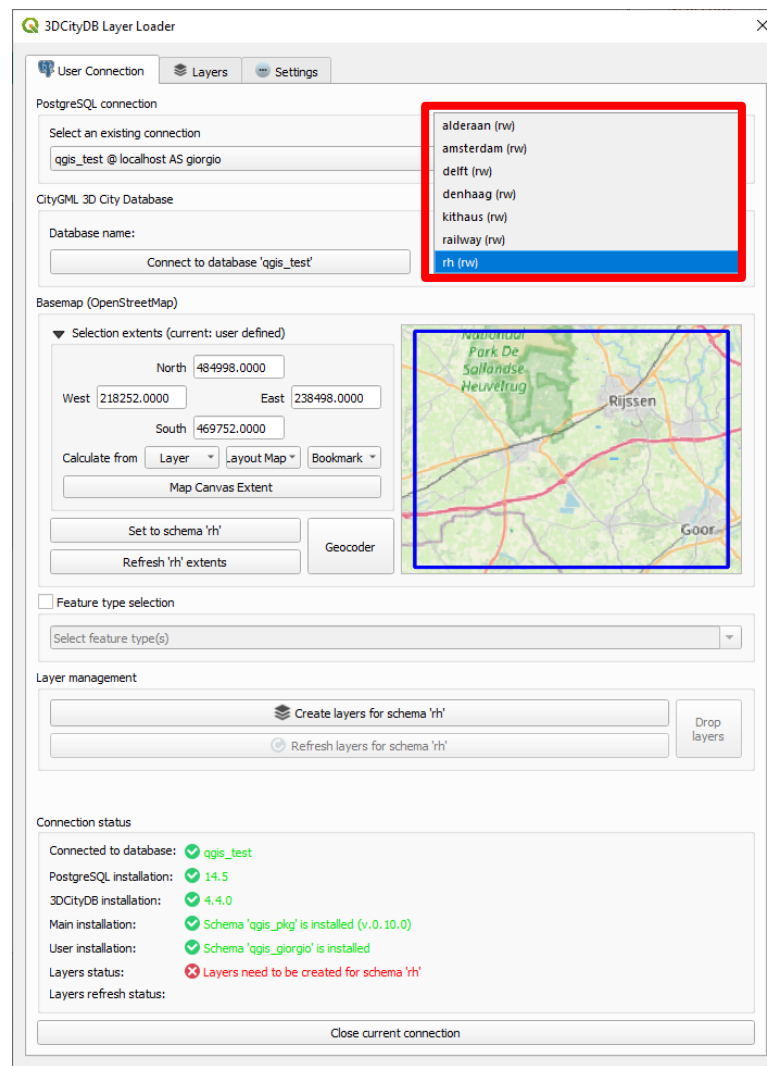 3DCityDB Layer Loader
User Connection
Layers
Settings
PostgreSQL connection
Select an existing connection
qgis_test @ localhost AS giorgio
alderaan (rw)
amsterdam (rw)
delft (rw)
denhaag (rw)
kithaus (rw)
railway (rw)
rh (rw)
CityGML 3D City Database
Database name:
Connect to database 'qgis_test'
Basemap (OpenStreetMap)
Selection extents (current: user defined)
North 484998.0000
West 218252.0000 East 238498.0000
South 469752.0000
Calculate from Layer ayout Map Bookmark
Map Canvas Extent
Set to schema 'rh'
Refresh 'rh' extents
Geocoder
Nationaal
Park De
Sallandse
Heuvelrug
Rijssen
Goor
Feature type selection
Select feature type(s)
Layer management
Create layers for schema 'rh'
Refresh layers for schema 'rh'
Drop
layers
Connection status
Connected to database: qgis_test
PostgreSQL installation: 14.5
3DCityDB installation: 4.4.0
Main installation: Schema 'qgis_pkg' is installed (v.0.10.0)
User installation: Schema 'qgis_giorgio' is installed
Layers status: Layers need to be created for schema 'rh'
Layers refresh status:
Close current connection